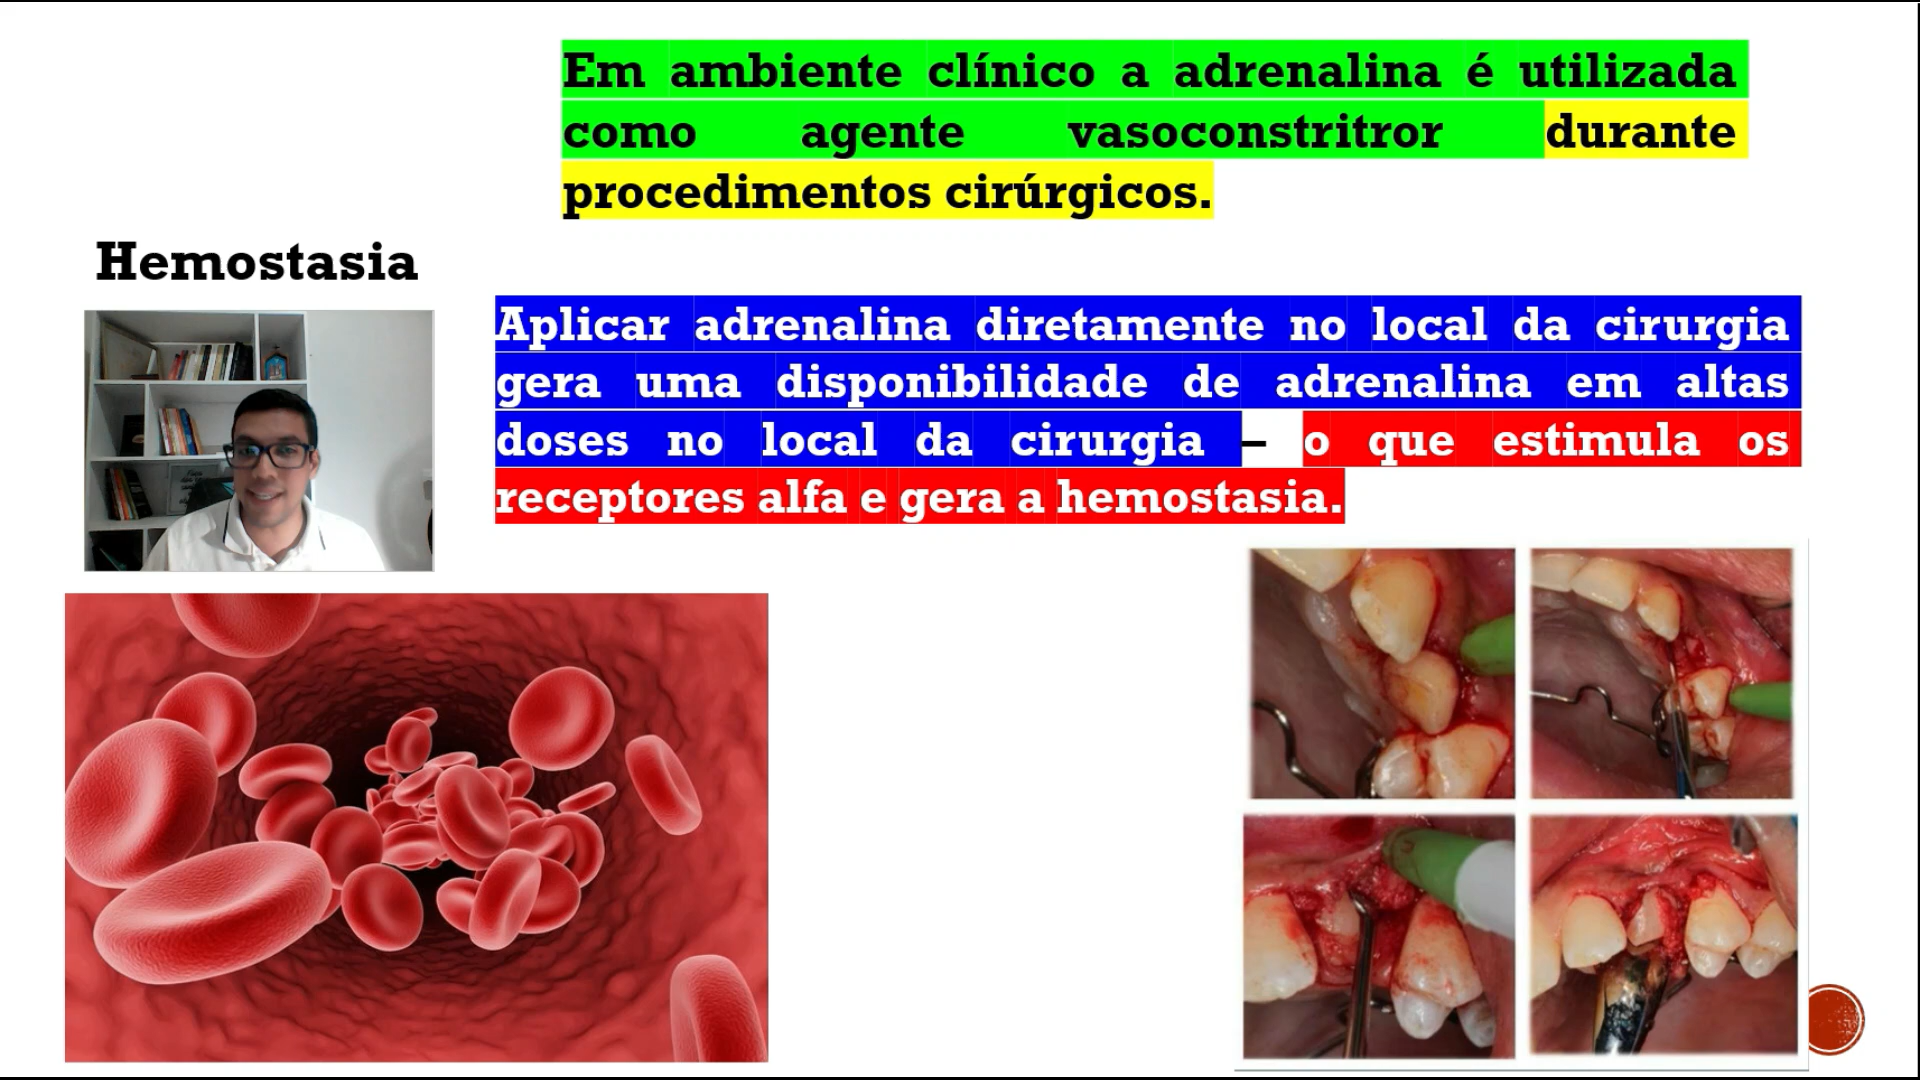 Em ambiente clínico a adrenalina é utilizada
como agente vasoconstritror durante
procedimentos cirúrgicos.
Hemostasia
Aplicar adrenalina diretamente no local da cirurgia
gera uma disponibilidade de adrenalina em altas
doses no local da cirurgia – o que estimula os
receptores alfa e gera a hemostasia.